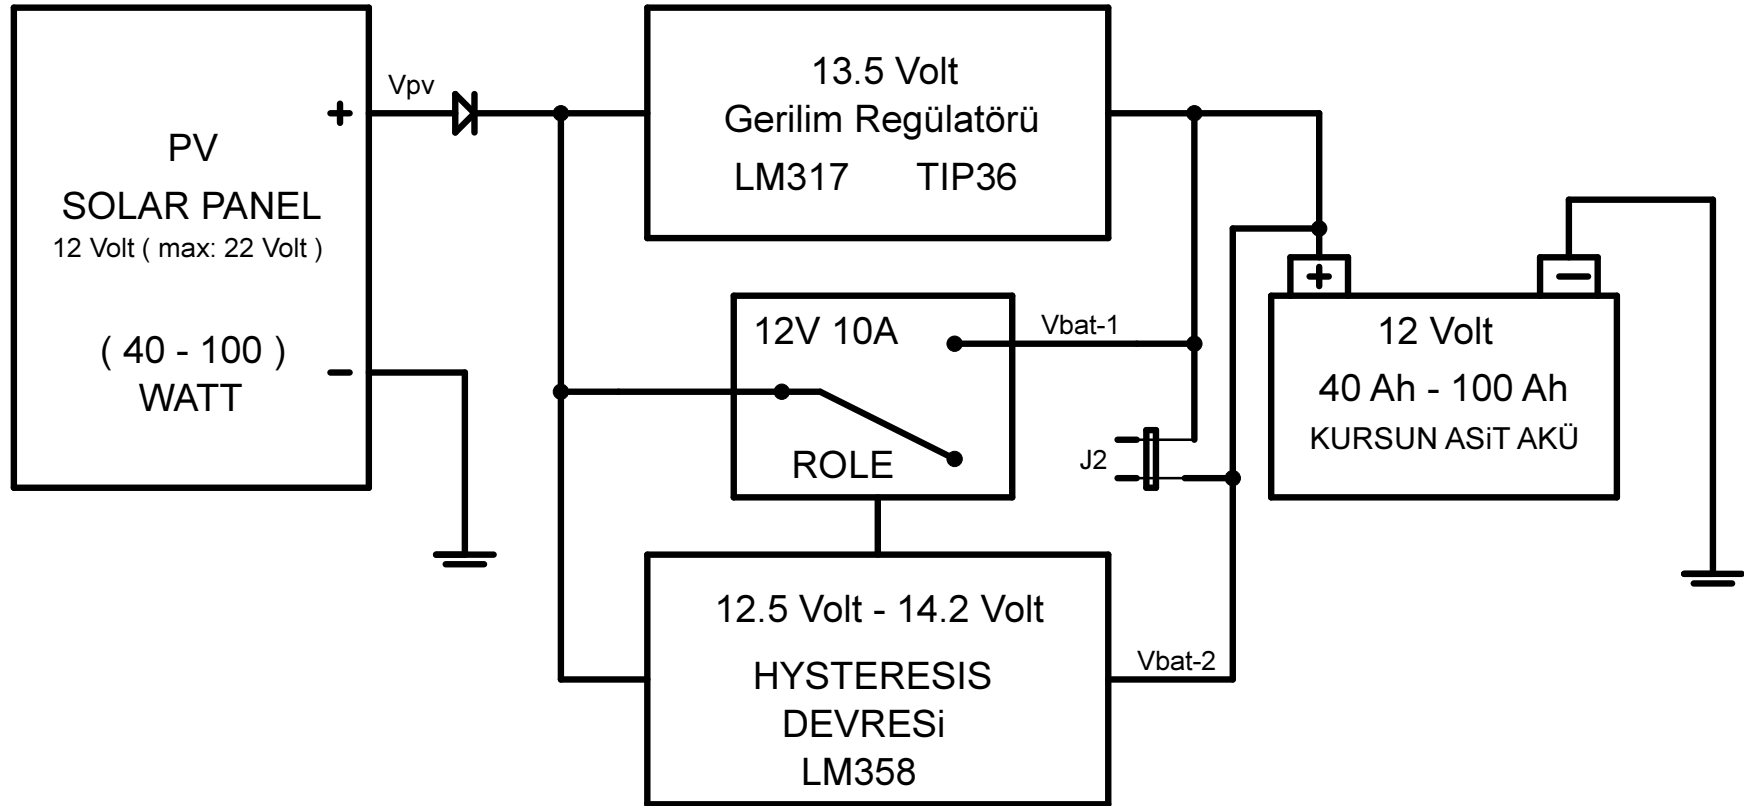 PV
SOLAR PANEL
12 Volt ( max: 22 Volt )
( 40 - 100 )
WATT
+
-
Vpv
13.5 Volt
Gerilim Regülatörü
LM317 TIP36
12V 10A
ROLE
Vbat-1
J2
12.5 Volt - 14.2 Volt
HYSTERESIS
DEVRESi
LM358
Vbat-2
+
-
12 Volt
40 Ah - 100 Ah
KURSUN ASiT AKÜ